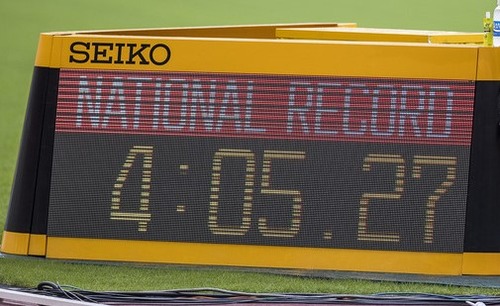 SEIKO
NATIONAL RECORD
4:05.27